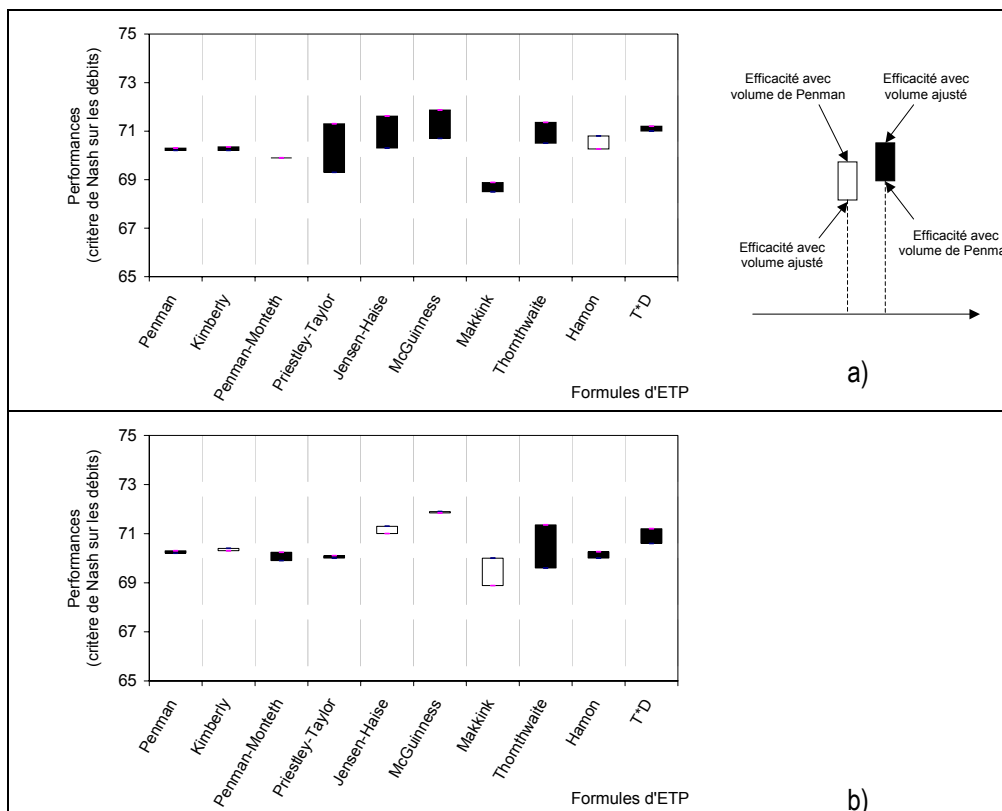 75
73
71
69
67
65
Performances
(critère de Nash sur les débits)
Penman
Kimberly
Penman-Monteth
Priestley-Taylor
Jensen-Haise
McGuinness
Makkink
Thornthwaite
Hamon
T*D
Formules d'ETP
Efficacité avec
volume de Penman
Efficacité avec
volume ajusté
Efficacité avec
volume ajusté
Efficacité avec
volume de Penma
a)
75
73
71
69
67
65
Performances
(critère de Nash sur les débits)
Penman
Kimberly
Penman-Monteth
Priestley-Taylor
Jensen-Haise
McGuinness
Makkink
Thornthwaite
Hamon
T*D
Formules d'ETP
b)